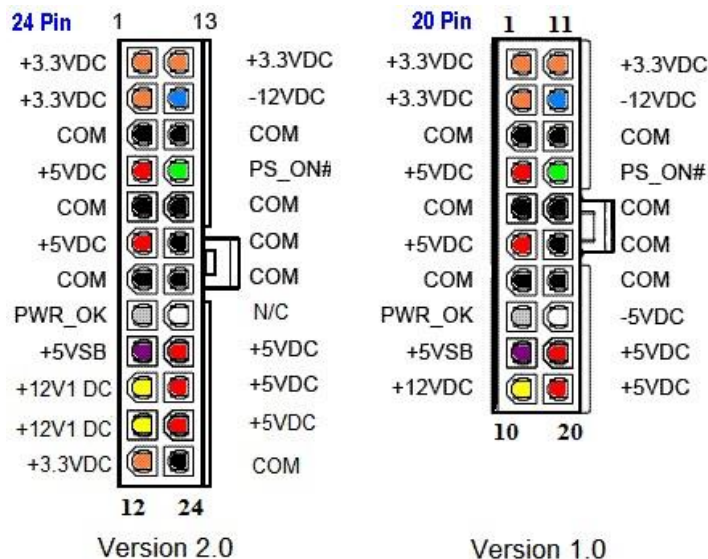 24 Pin 1 13
+3.3VDC +3.3VDC
+3.3VDC -12VDC
COM COM
+5VDC PS_ON#
COM COM
+5VDC COM
COM COM
PWR_OK N/C
+5VSB +5VDC
+12V1 DC +5VDC
+12V1 DC +5VDC
+3.3VDC COM
12 24
Version 2.0
20 Pin 1 11
+3.3VDC +3.3VDC
+3.3VDC -12VDC
COM COM
+5VDC PS_ON#
COM COM
+5VDC COM
COM COM
PWR_OK -5VDC
+5VSB +5VDC
+12VDC +5VDC
10 20
Version 1.0